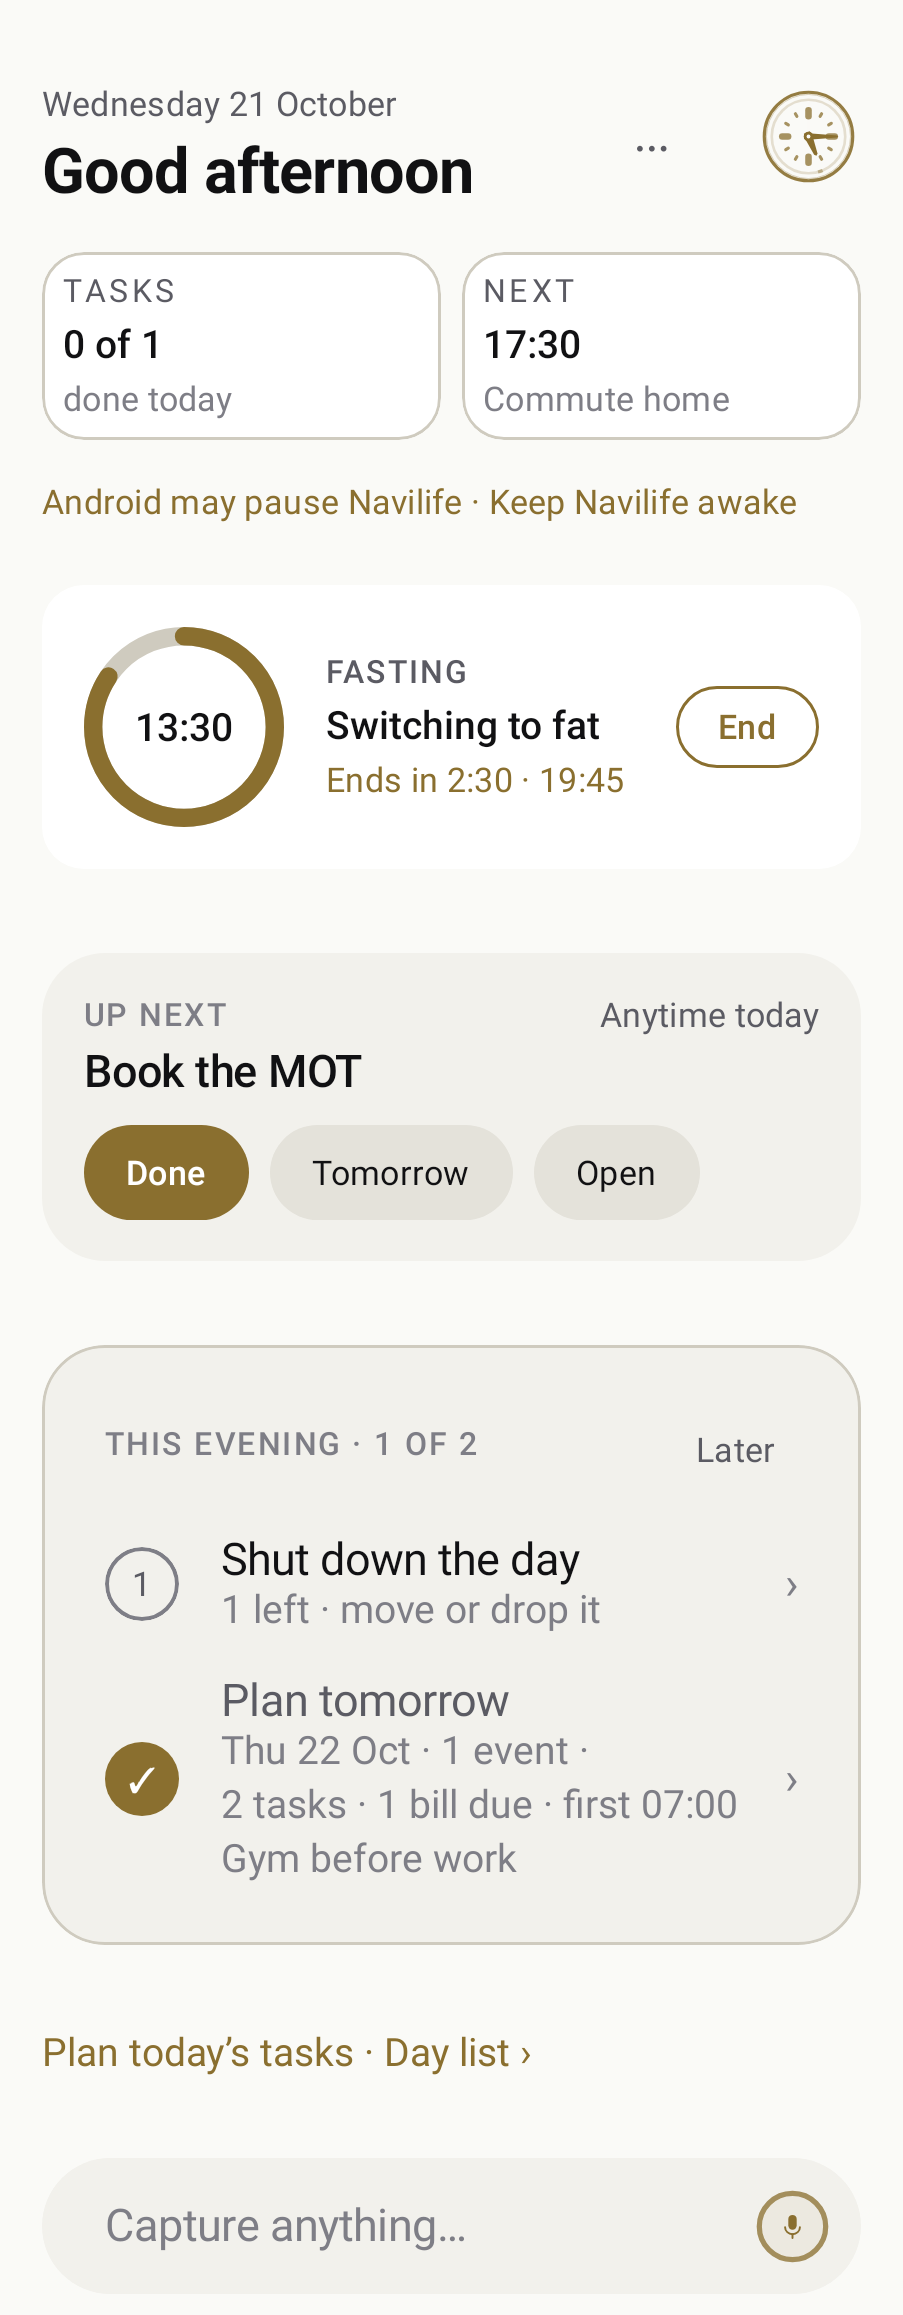 Wednesday 21 October
Good afternoon
...
TASKS
0 of 1
done today
NEXT
17:30
Commute home
Android may pause Navilife · Keep Navilife awake
13:30
FASTING
Switching to fat
Ends in 2:30 · 19:45
End
UP NEXT
Anytime today
Book the MOT
Done
Tomorrow
Open
THIS EVENING · 1 OF 2
Later
1
Shut down the day
1 left · move or drop it
›
✓
Plan tomorrow
Thu 22 Oct · 1 event ·
2 tasks · 1 bill due · first 07:00
Gym before work
›
Plan today’s tasks · Day list ›
Capture anything…